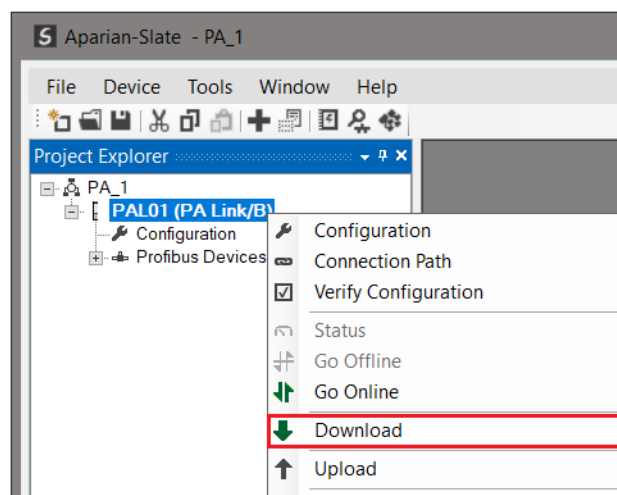 S Aparian-Slate - PA_1
File Device Tools Window Help
Project Explorer
PA_1
PAL01 (PA Link/B)
Configuration
Profibus Devices
Configuration
Connection Path
Verify Configuration
Status
Go Offline
Go Online
Download
Upload